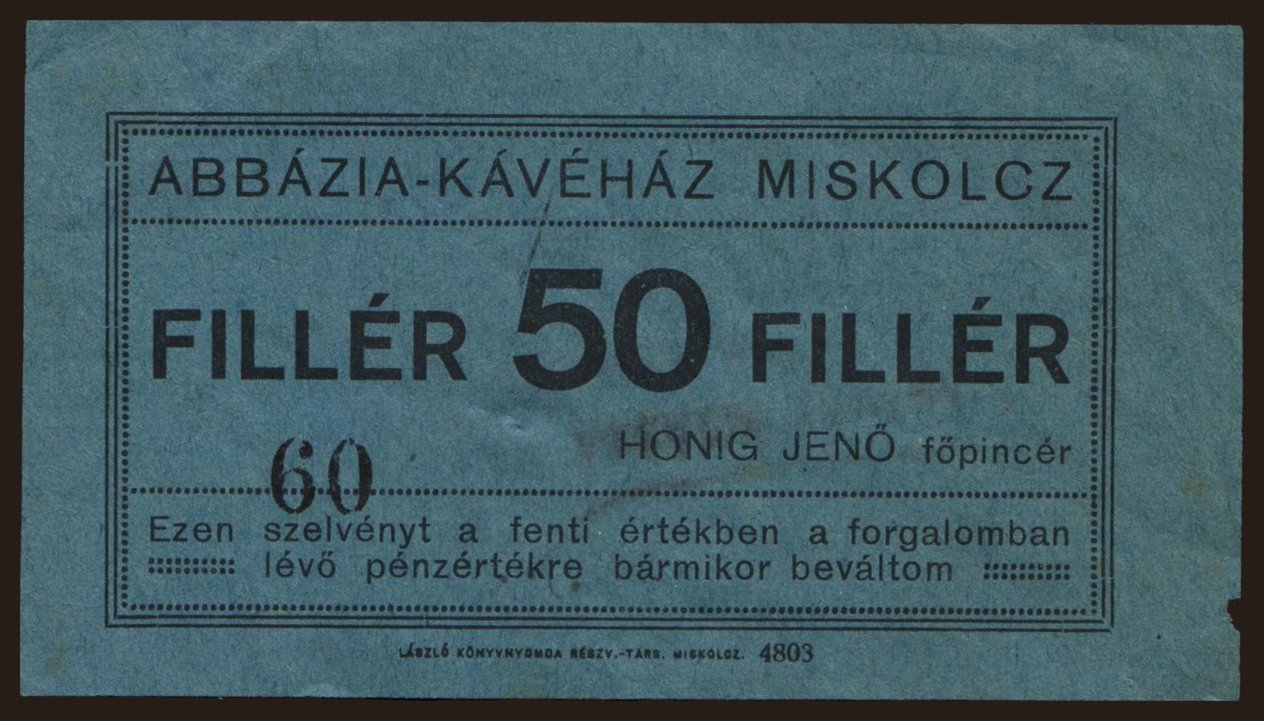 ABBÁZIA-KÁVÉHÁZ MISKOLCZ
FILLÉR 50 FILLÉR
HONIG JENŐ főpincér
60
Ezen szelvényt a fenti értékben a forgalomban
lévő pénzértékre bármikor beváltom
LÁSZLÓ KÖNYVNYOMDA RÉSZV.-TÁRS. MISKOLCZ. 4803